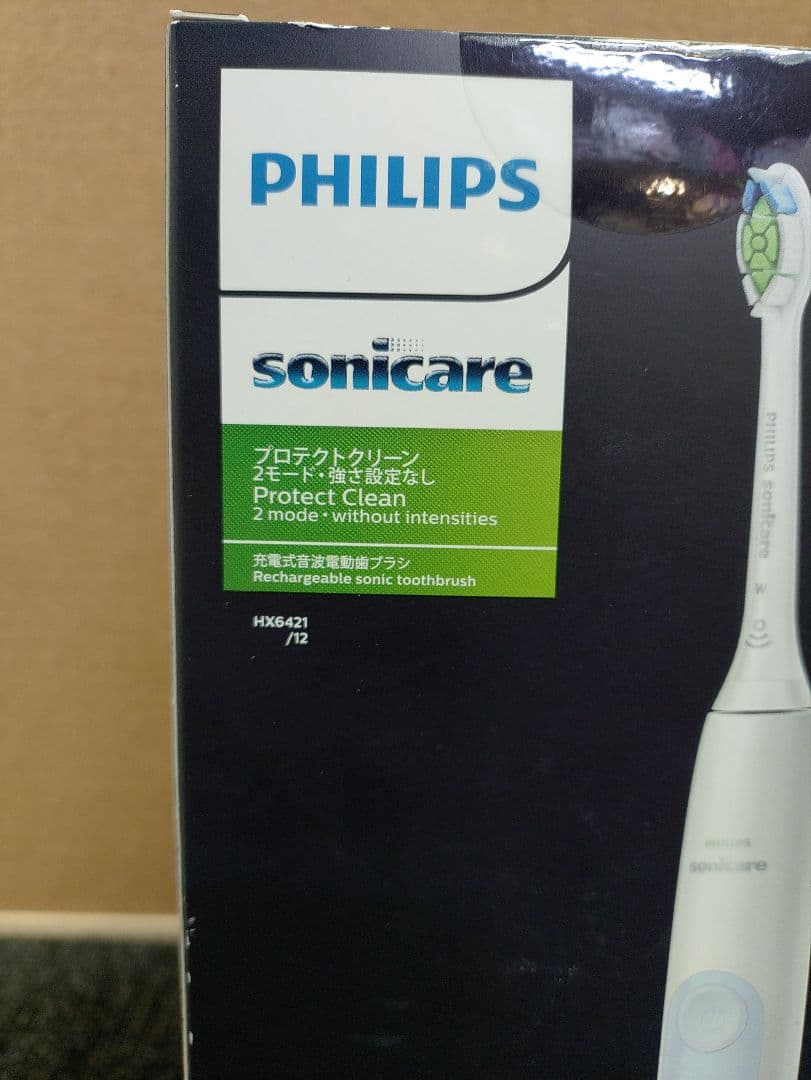 PHILIPS
sonicare
プロテクトクリーン
2モード・強さ設定なし
Protect Clean
2 mode・without intensities
充電式音波電動歯ブラシ
Rechargeable sonic toothbrush
HX6421
/12
PHILIPS sonicare
W
PHILIPS
sonicare